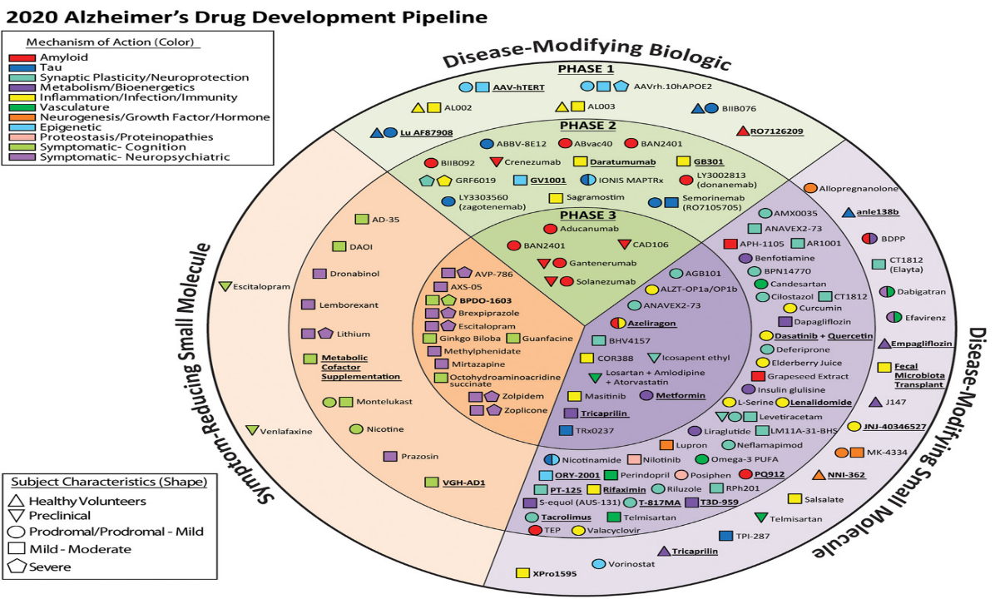 2020 Alzheimer's Drug Development Pipeline
Mechanism of Action (Color)
Amyloid
Tau
Synaptic Plasticity/Neuroprotection
Metabolism/Bioenergetics
Inflammation/Infection/Immunity
Vasculature
Neurogenesis/Growth Factor/Hormone
Epigenetic
Proteostasis/Proteinopathies
Symptomatic- Cognition
Symptomatic- Neuropsychiatric
Disease-Modifying Biologic
PHASE 1
AAV-hTERT
AAVrh.10hAPOE2
AL002
AL003
BIIB076
Lu AF87908
RO7126209
PHASE 2
ABBV-8E12
ABvac40
BAN2401
BIIB092
Crenezumab
Daratumumab
GB301
GRF6019
GV1001
IONIS MAPTRx
LY3002813
(donanemab)
LY3303560
(zagotenemab)
Sagramostim
Semorinemab
(RO7105705)
PHASE 3
Aducanumab
BAN2401
CAD106
Gantenerumab
Solanezumab
Symptom-Reducing Small Molecule
Escitalopram
Venlafaxine
AD-35
DAOI
Dronabinol
Lemborexant
Lithium
Metabolic
Cofactor
Supplementation
Montelukast
Nicotine
Prazosin
VGH-AD1
AVP-786
AXS-05
BPDO-1603
Brexpiprazole
Escitalopram
Ginkgo Biloba
Guanfacine
Methylphenidate
Mirtazapine
Octohydroaminoacridine
succinate
Zolpidem
Zoplicone
Disease-Modifying Small Molecule
AGB101
ALZT-OP1a/OP1b
ANAVEX2-73
Azeliragon
BHV4157
COR388
Icosapent ethyl
Losartan + Amlodipine
+ Atorvastatin
Masitinib
Metformin
Tricaprilin
TRx0237
AMX0035
ANAVEX2-73
APH-1105
AR1001
Benfotiamine
BPN14770
Candesartan
Cilostazol
CT1812
Curcumin
Dapagliflozin
Dasatinib + Quercetin
Deferiprone
Elderberry Juice
Grapeseed Extract
Insulin glulisine
L-Serine
Lenalidomide
Levetiracetam
Liraglutide
LM11A-31-BHS
Lupron
Neflamapimod
Nicotinamide
Nilotinib
Omega-3 PUFA
ORY-2001
Perindopril
Posiphen
PQ912
PT-125
Rifaximin
Riluzole
RPh201
S-equol (AUS-131)
T-817MA
T3D-959
Tacrolimus
Telmisartan
TEP
Valacyclovir
Allopregnanolone
anle138b
BDPP
CT1812
(Elayta)
Dabigatran
Efavirenz
Empagliflozin
Fecal
Microbiota
Transplant
J147
JNJ-40346527
MK-4334
NNI-362
Salsalate
Telmisartan
TPI-287
Tricaprilin
Vorinostat
XPro1595
Subject Characteristics (Shape)
Healthy Volunteers
Preclinical
Prodromal/Prodromal - Mild
Mild - Moderate
Severe